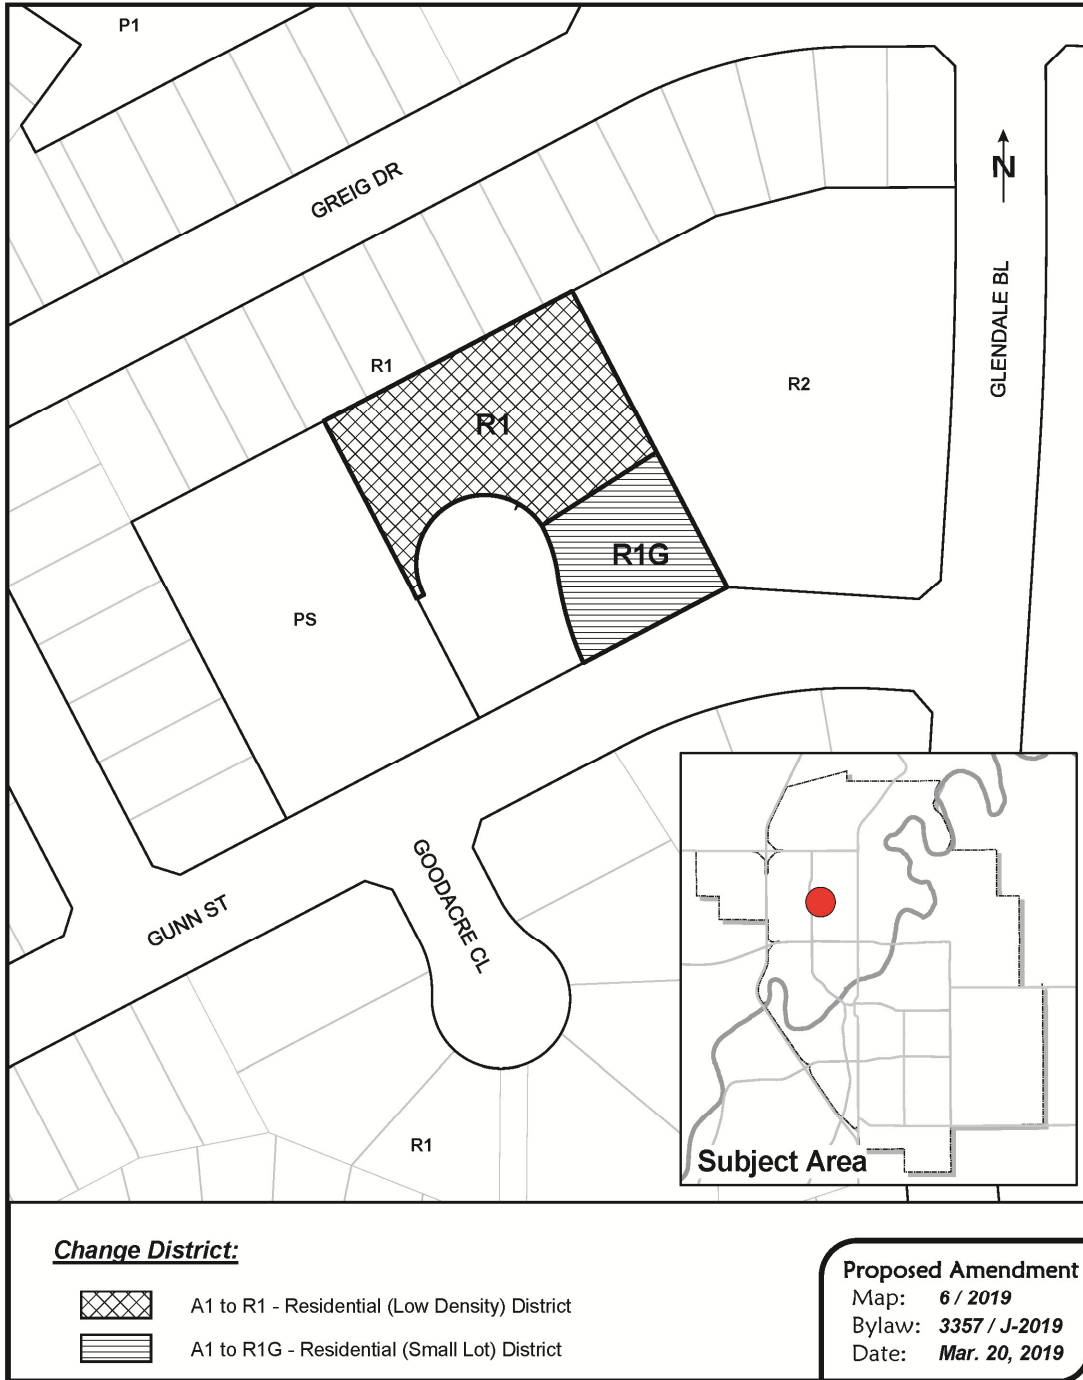 P1
GREIG DR
N
GLENDALE BL
R1
R2
R1
R1G
PS
GOODACRE CL
GUNN ST
R1
Subject Area
Change District:
A1 to R1 - Residential (Low Density) District
A1 to R1G - Residential (Small Lot) District
Proposed Amendment
Map: 6 / 2019
Bylaw: 3357 / J-2019
Date: Mar. 20, 2019